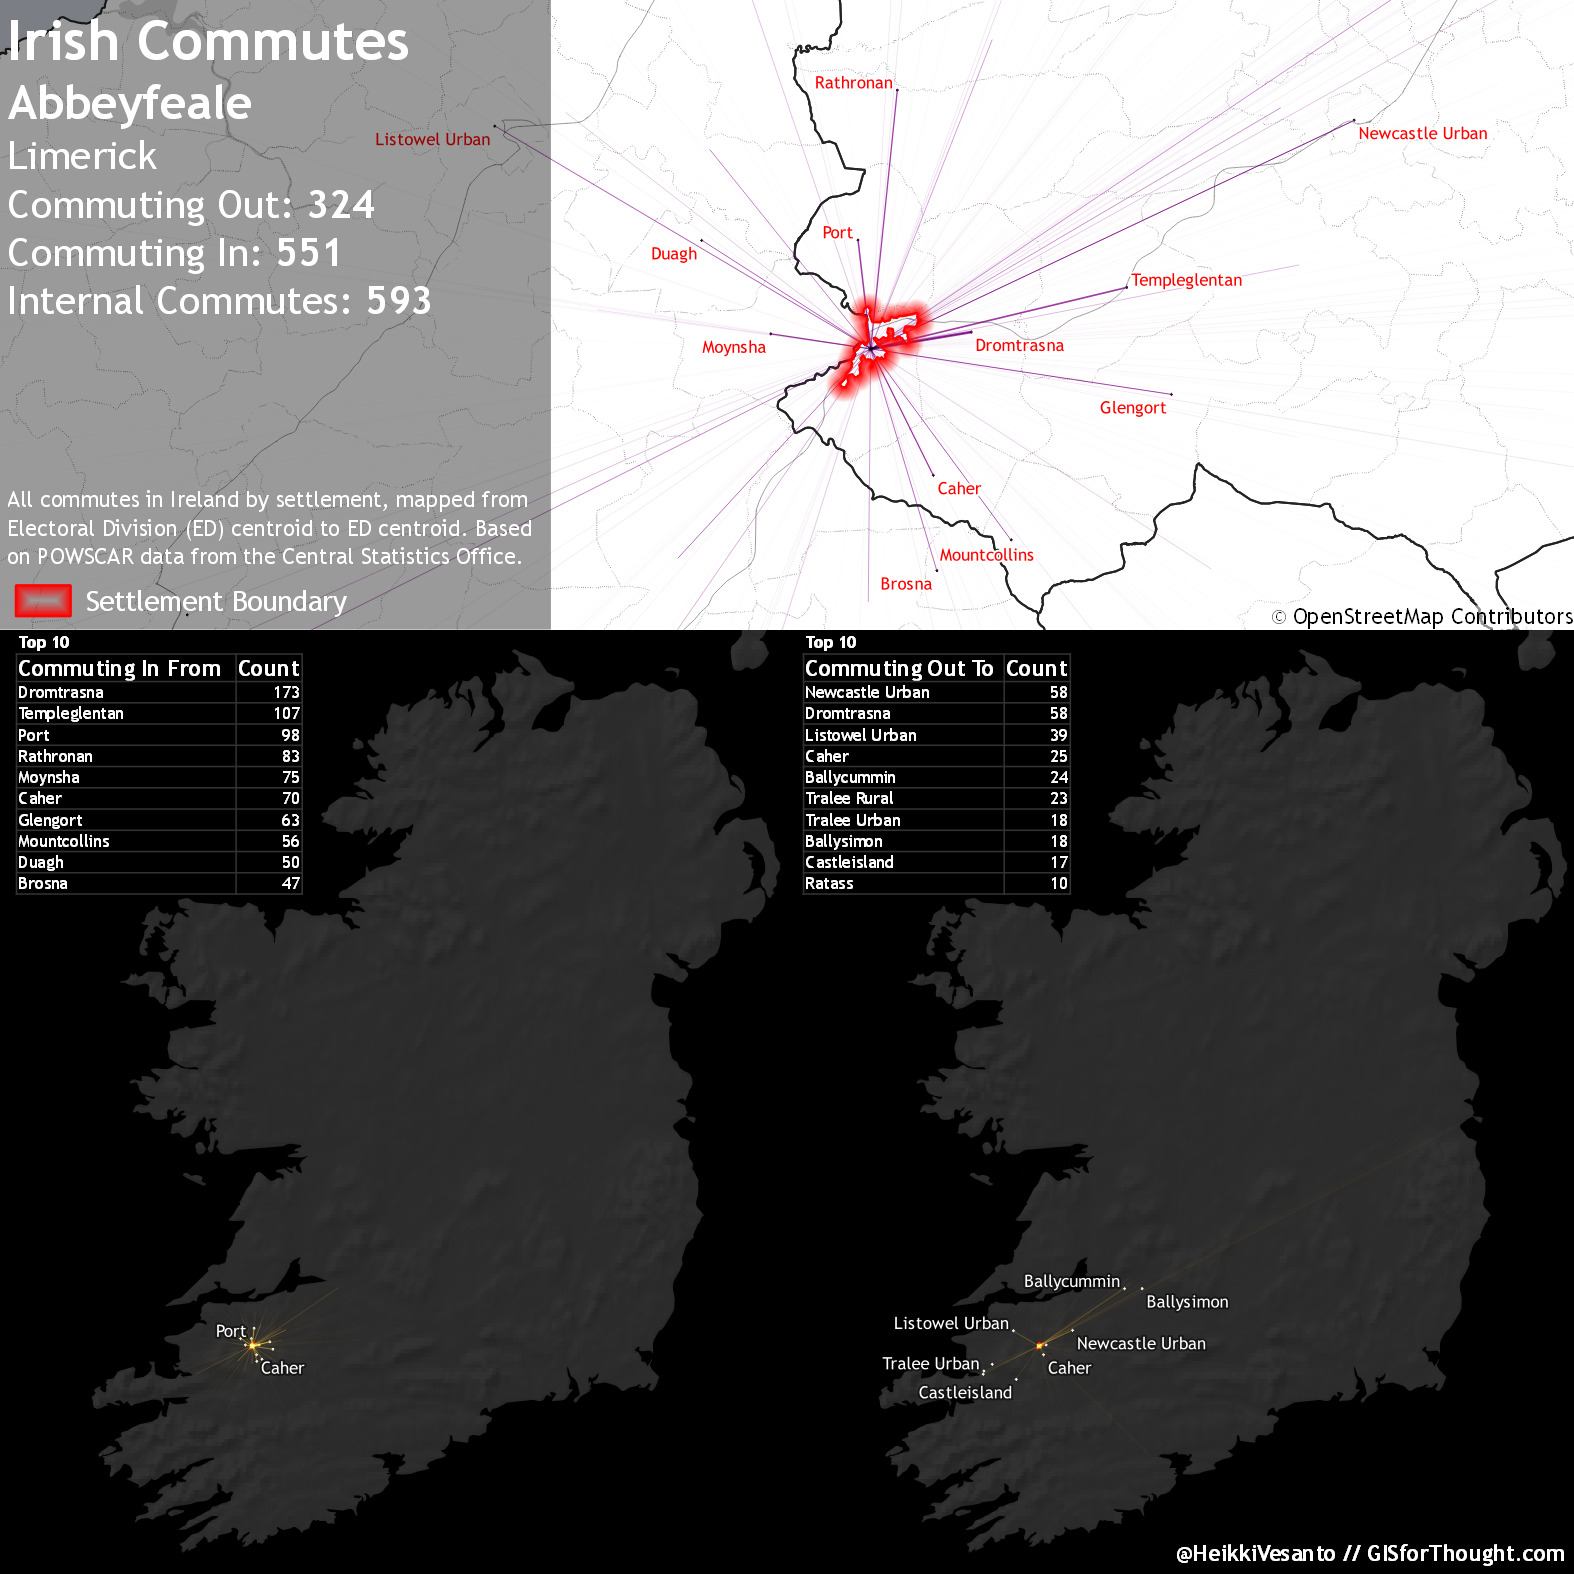 Irish Commutes
Abbeyfeale
Limerick
Commuting Out: 324
Commuting In: 551
Internal Commutes: 593
All commutes in Ireland by settlement, mapped from
Electoral Division (ED) centroid to ED centroid. Based
on POWSCAR data from the Central Statistics Office.
Settlement Boundary
Rathronan
Newcastle Urban
Listowel Urban
Port
Duagh
Templeglentan
Moynsha
Dromtrasna
Glengort
Caher
Mountcollins
Brosna
© OpenStreetMap Contributors
Top 10
Commuting In From Count
Dromtrasna 173
Templeglentan 107
Port 98
Rathronan 83
Moynsha 75
Caher 70
Glengort 63
Mountcollins 56
Duagh 50
Brosna 47
Port
Caher
Top 10
Commuting Out To Count
Newcastle Urban 58
Dromtrasna 58
Listowel Urban 39
Caher 25
Ballycummin 24
Tralee Rural 23
Tralee Urban 18
Ballysimon 18
Castleisland 17
Ratass 10
Ballycummin
Ballysimon
Listowel Urban
Newcastle Urban
Tralee Urban
Caher
Castleisland
@HeikkiVesanto // GISforThought.com